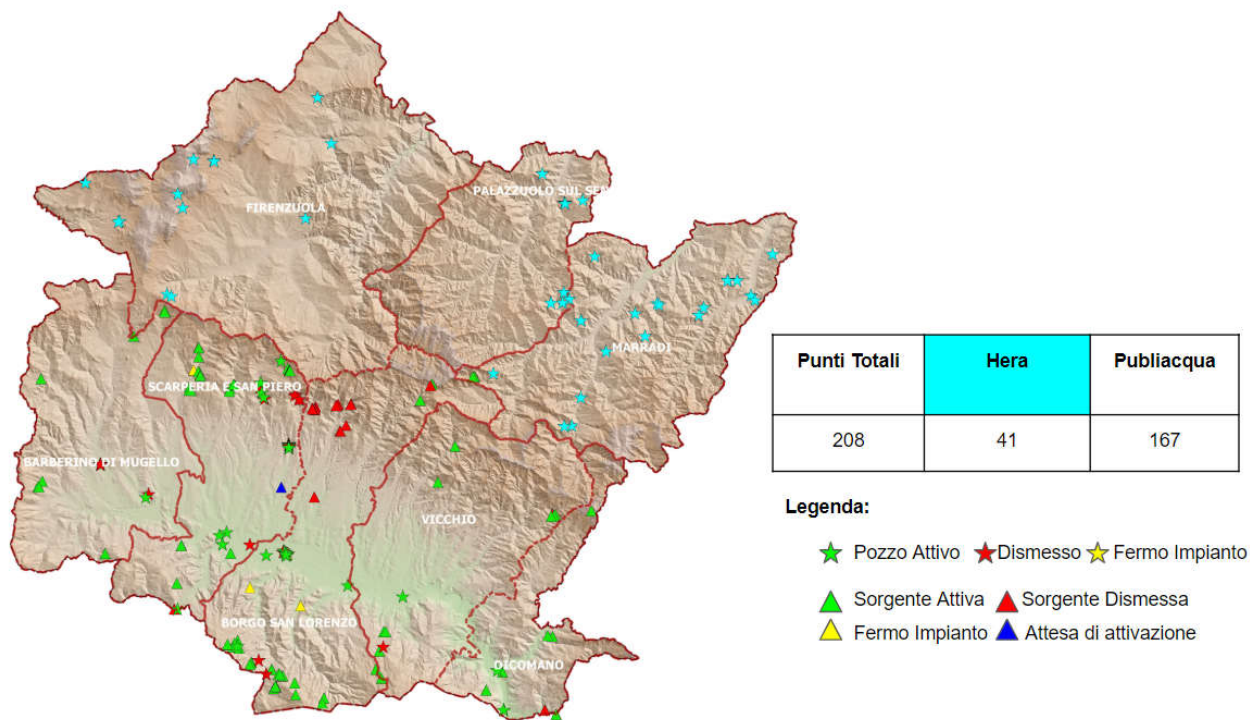 FIRENZUOLA
PALAZZUOLO SUL SEN
MARRADI
SCARPERIA E SAN PIERO
BARBERINO DI MUGELLO
VICCHIO
BORGO SAN LORENZO
DICOMANO
Punti Totali Hera Publiacqua
208 41 167
Legenda:
Pozzo Attivo Dismesso Fermo Impianto
Sorgente Attiva Sorgente Dismessa
Fermo Impianto Attesa di attivazione